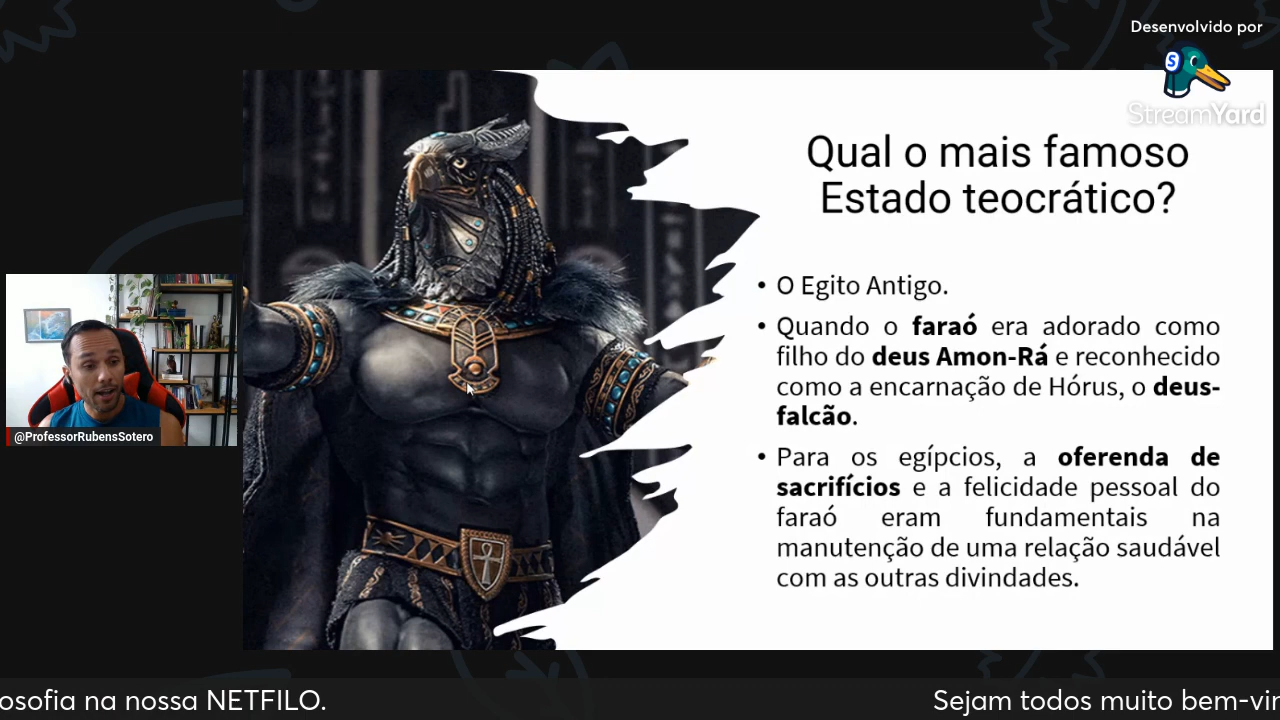 Desenvolvido por
StreamYard
Qual o mais famoso
Estado teocrático?
• O Egito Antigo.
• Quando o faraó era adorado como
filho do deus Amon-Rá e reconhecido
como a encarnação de Hórus, o deus-
falcão.
• Para os egípcios, a oferenda de
sacrifícios e a felicidade pessoal do
faraó eram fundamentais na
manutenção de uma relação saudável
com as outras divindades.
@ProfessorRubensSotero
losofia na nossa NETFILO.
Sejam todos muito bem-vin